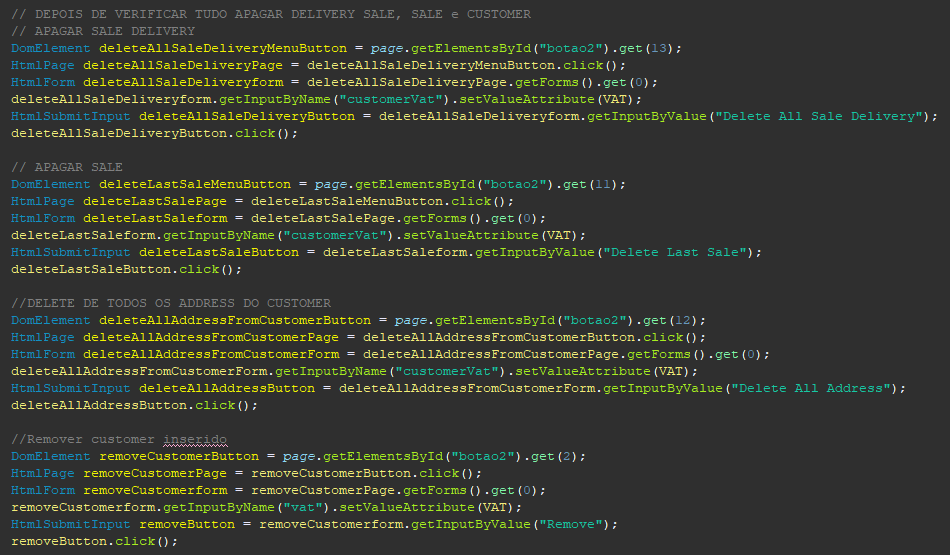 // DEPOIS DE VERIFICAR TUDO APAGAR DELIVERY SALE, SALE e CUSTOMER
// APAGAR SALE DELIVERY
DomElement deleteAllSaleDeliveryMenuButton = page.getElementsById("botao2").get(13);
HtmlPage deleteAllSaleDeliveryPage = deleteAllSaleDeliveryMenuButton.click();
HtmlForm deleteAllSaleDeliveryform = deleteAllSaleDeliveryPage.getForms().get(0);
deleteAllSaleDeliveryform.getInputByName("customerVat").setValueAttribute(VAT);
HtmlSubmitInput deleteAllSaleDeliveryButton = deleteAllSaleDeliveryform.getInputByValue("Delete All Sale Delivery");
deleteAllSaleDeliveryButton.click();

// APAGAR SALE
DomElement deleteLastSaleMenuButton = page.getElementsById("botao2").get(11);
HtmlPage deleteLastSalePage = deleteLastSaleMenuButton.click();
HtmlForm deleteLastSaleform = deleteLastSalePage.getForms().get(0);
deleteLastSaleform.getInputByName("customerVat").setValueAttribute(VAT);
HtmlSubmitInput deleteLastSaleButton = deleteLastSaleform.getInputByValue("Delete Last Sale");
deleteLastSaleButton.click();

//DELETE DE TODOS OS ADDRESS DO CUSTOMER
DomElement deleteAllAddressFromCustomerButton = page.getElementsById("botao2").get(12);
HtmlPage deleteAllAddressFromCustomerPage = deleteAllAddressFromCustomerButton.click();
HtmlForm deleteAllAddressFromCustomerForm = deleteAllAddressFromCustomerPage.getForms().get(0);
deleteAllAddressFromCustomerForm.getInputByName("customerVat").setValueAttribute(VAT);
HtmlSubmitInput deleteAllAddressButton = deleteAllAddressFromCustomerForm.getInputByValue("Delete All Address");
deleteAllAddressButton.click();

//Remover customer inserido
DomElement removeCustomerButton = page.getElementsById("botao2").get(2);
HtmlPage removeCustomerPage = removeCustomerButton.click();
HtmlForm removeCustomerform = removeCustomerPage.getForms().get(0);
removeCustomerform.getInputByName("vat").setValueAttribute(VAT);
HtmlSubmitInput removeButton = removeCustomerform.getInputByValue("Remove");
removeButton.click();